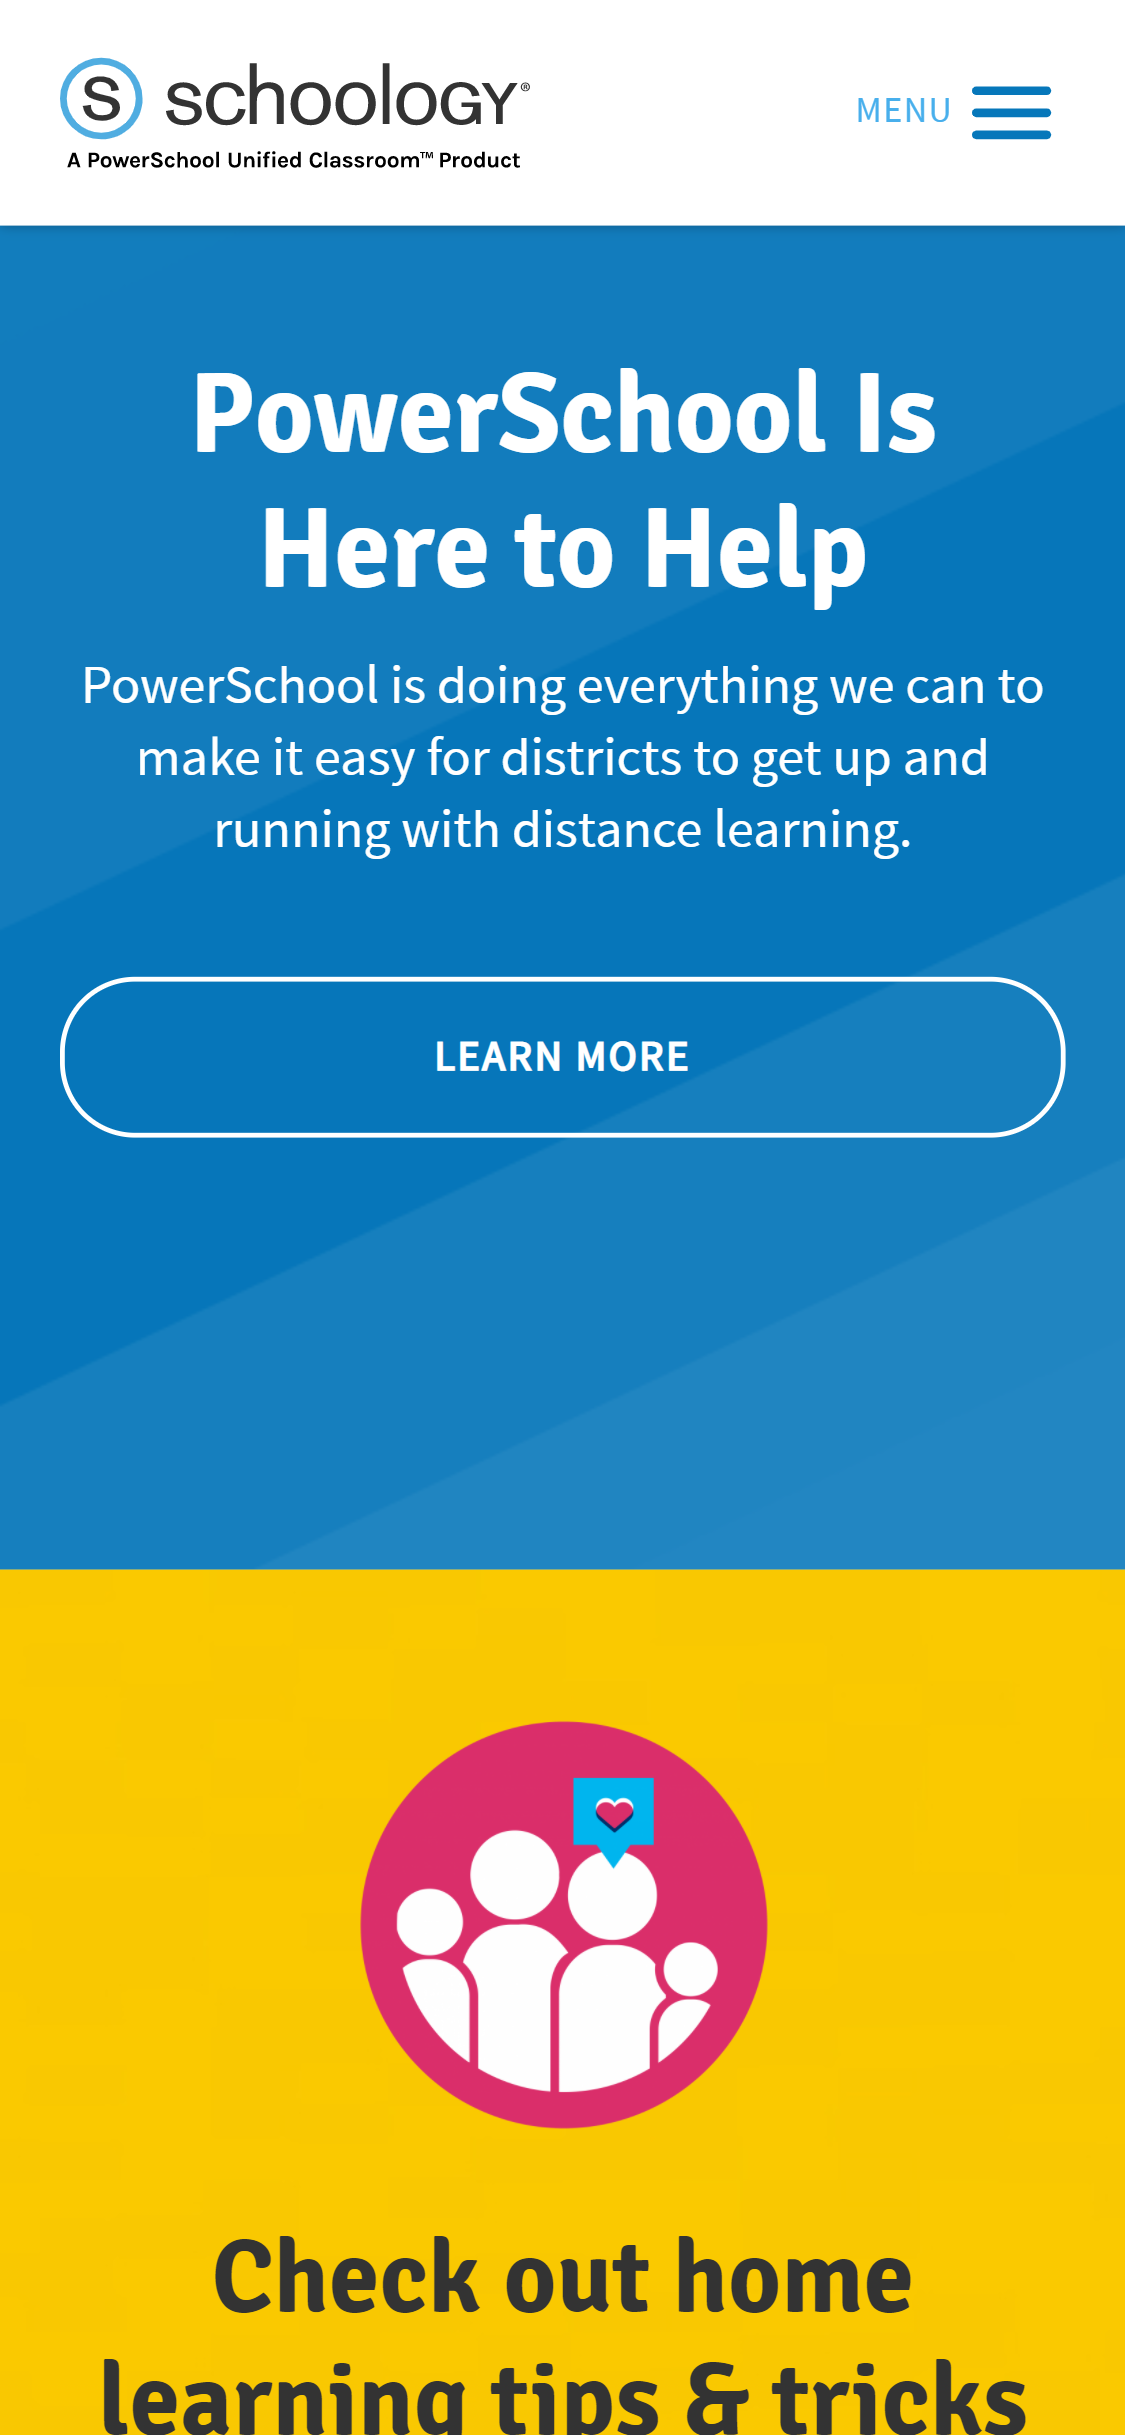 S schoology®
A PowerSchool Unified Classroom™ Product
MENU
PowerSchool Is
Here to Help
PowerSchool is doing everything we can to
make it easy for districts to get up and
running with distance learning.
LEARN MORE
Check out home
learning tips & tricks